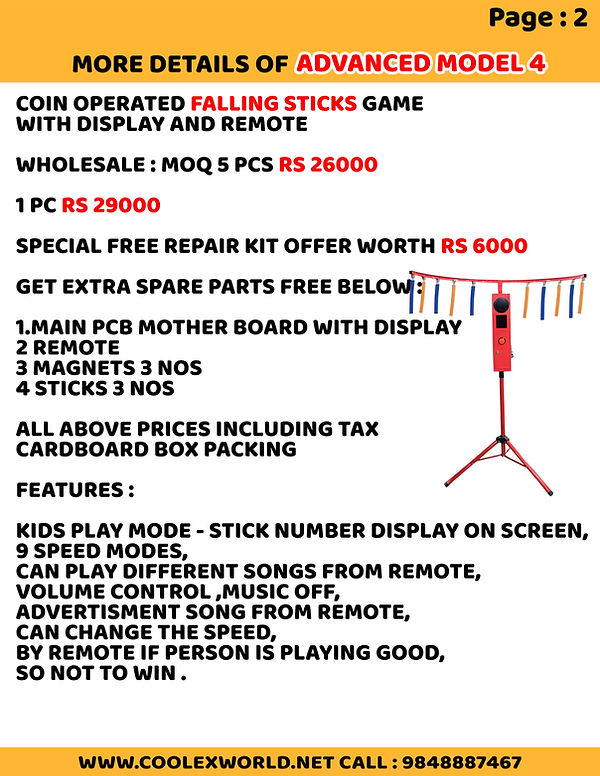 Page : 2
MORE DETAILS OF ADVANCED MODEL 4
COIN OPERATED FALLING STICKS GAME
WITH DISPLAY AND REMOTE
WHOLESALE : MOQ 5 PCS RS 26000
1 PC RS 29000
SPECIAL FREE REPAIR KIT OFFER WORTH RS 6000
GET EXTRA SPARE PARTS FREE BELOW :
1.MAIN PCB MOTHER BOARD WITH DISPLAY
2 REMOTE
3 MAGNETS 3 NOS
4 STICKS 3 NOS
ALL ABOVE PRICES INCLUDING TAX
CARDBOARD BOX PACKING
FEATURES :
KIDS PLAY MODE - STICK NUMBER DISPLAY ON SCREEN,
9 SPEED MODES,
CAN PLAY DIFFERENT SONGS FROM REMOTE,
VOLUME CONTROL ,MUSIC OFF,
ADVERTISMENT SONG FROM REMOTE,
CAN CHANGE THE SPEED,
BY REMOTE IF PERSON IS PLAYING GOOD,
SO NOT TO WIN .
WWW.COOLEXWORLD.NET CALL : 9848887467